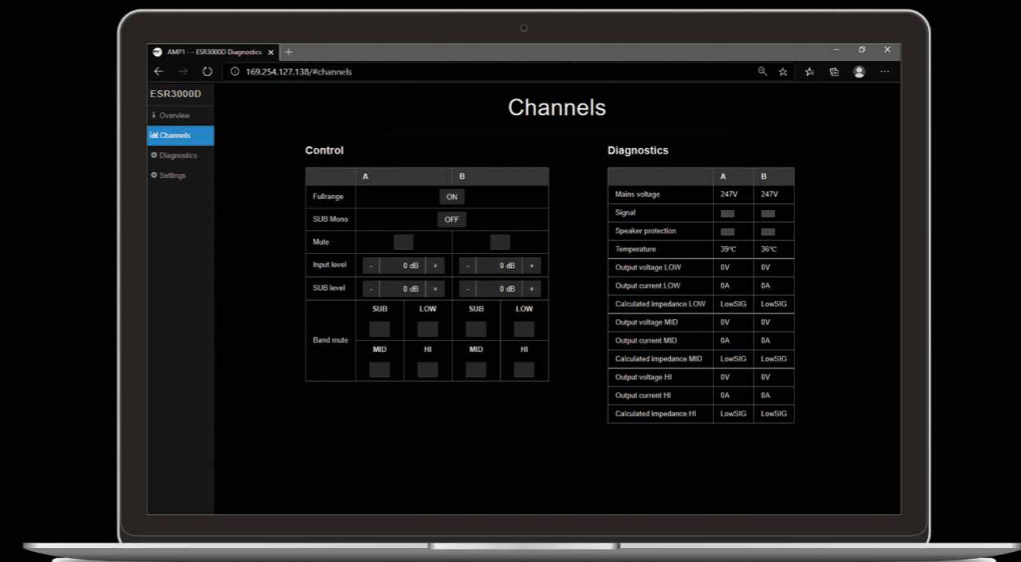 AMP1 - - ESR3000D Diagnostics
169.254.127.138/#channels
ESR3000D
Overview
Channels
Diagnostics
Settings
Channels
Control
A B
Fullrange ON
SUB Mono OFF
Mute
Input level - 0 dB + - 0 dB +
SUB level - 0 dB + - 0 dB +
SUB LOW SUB LOW
Band mute
MID HI MID HI
Diagnostics
A B
Mains voltage 247V 247V
Signal
Speaker protection
Temperature 39°C 36°C
Output voltage LOW 0V 0V
Output current LOW 0A 0A
Calculated impedance LOW LowSIG LowSIG
Output voltage MID 0V 0V
Output current MID 0A 0A
Calculated impedance MID LowSIG LowSIG
Output voltage HI 0V 0V
Output current HI 0A 0A
Calculated impedance HI LowSIG LowSIG